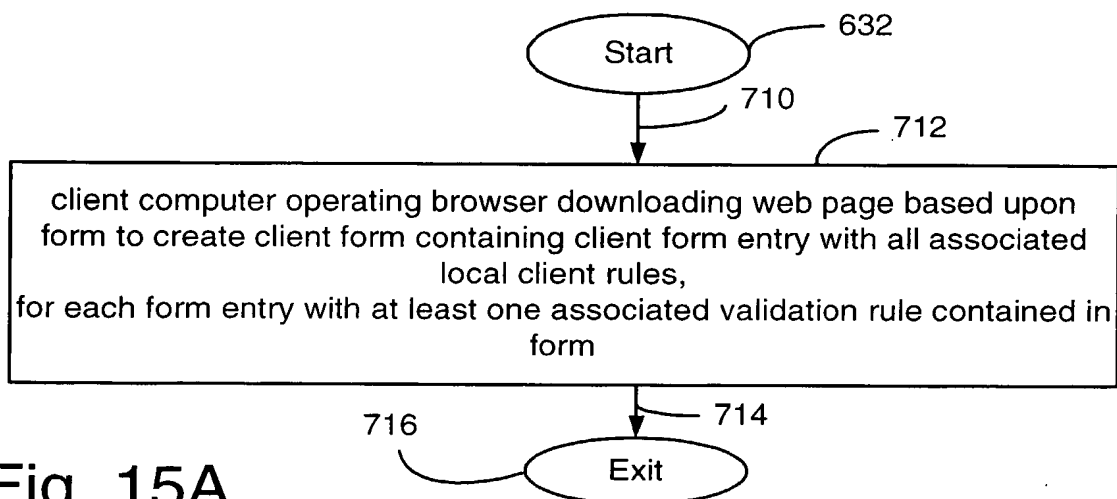 632
Start
710
712
client computer operating browser downloading web page based upon
form to create client form containing client form entry with all associated
local client rules,
for each form entry with at least one associated validation rule contained in
form
714
716
Exit
Fig. 15A